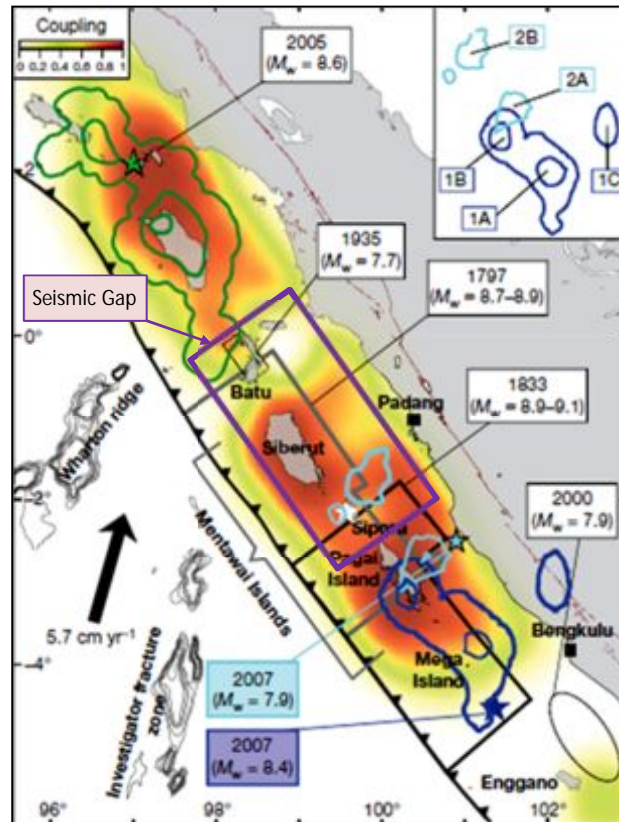 Coupling
0 0.2 0.4 0.6 0.8 1
2005
(Mw = 8.6)
2B
2A
1B
1C
1A
2°
1935
(Mw = 7.7)
1797
(Mw = 8.7–8.9)
Seismic Gap
0°
Batu
1833
(Mw = 8.9–9.1)
Padang
Siberut
Wharton ridge
2000
(Mw = 7.9)
–2°
Sipora
Pagai
Island
Mentawai Islands
5.7 cm yr⁻¹
Bengkulu
–4°
Mega
Island
2007
(Mw = 7.9)
Investigator fracture
zone
2007
(Mw = 8.4)
Enggano
96° 98° 100° 102°